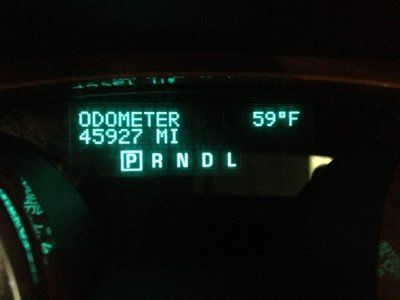 ODOMETER 59°F
45927 MI
P R N D L